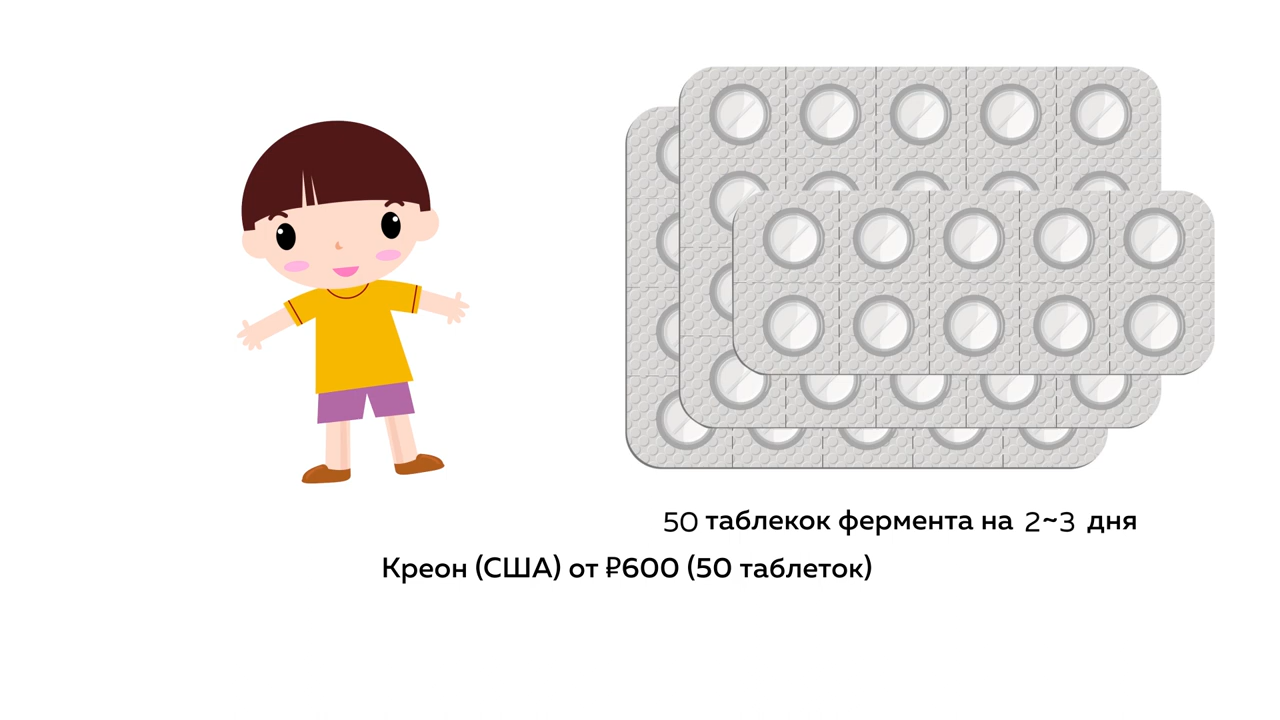 50 таблекок фермента на 2~3 дня
Креон (США) от ₽600 (50 таблеток)